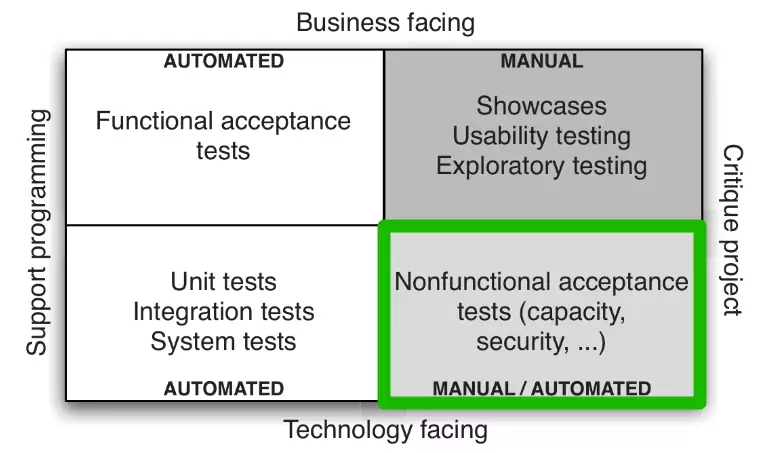 Business facing
AUTOMATED
MANUAL
Functional acceptance
tests
Showcases
Usability testing
Exploratory testing
Support programming
Critique project
Unit tests
Integration tests
System tests
Nonfunctional acceptance
tests (capacity,
security, ...)
AUTOMATED
MANUAL / AUTOMATED
Technology facing